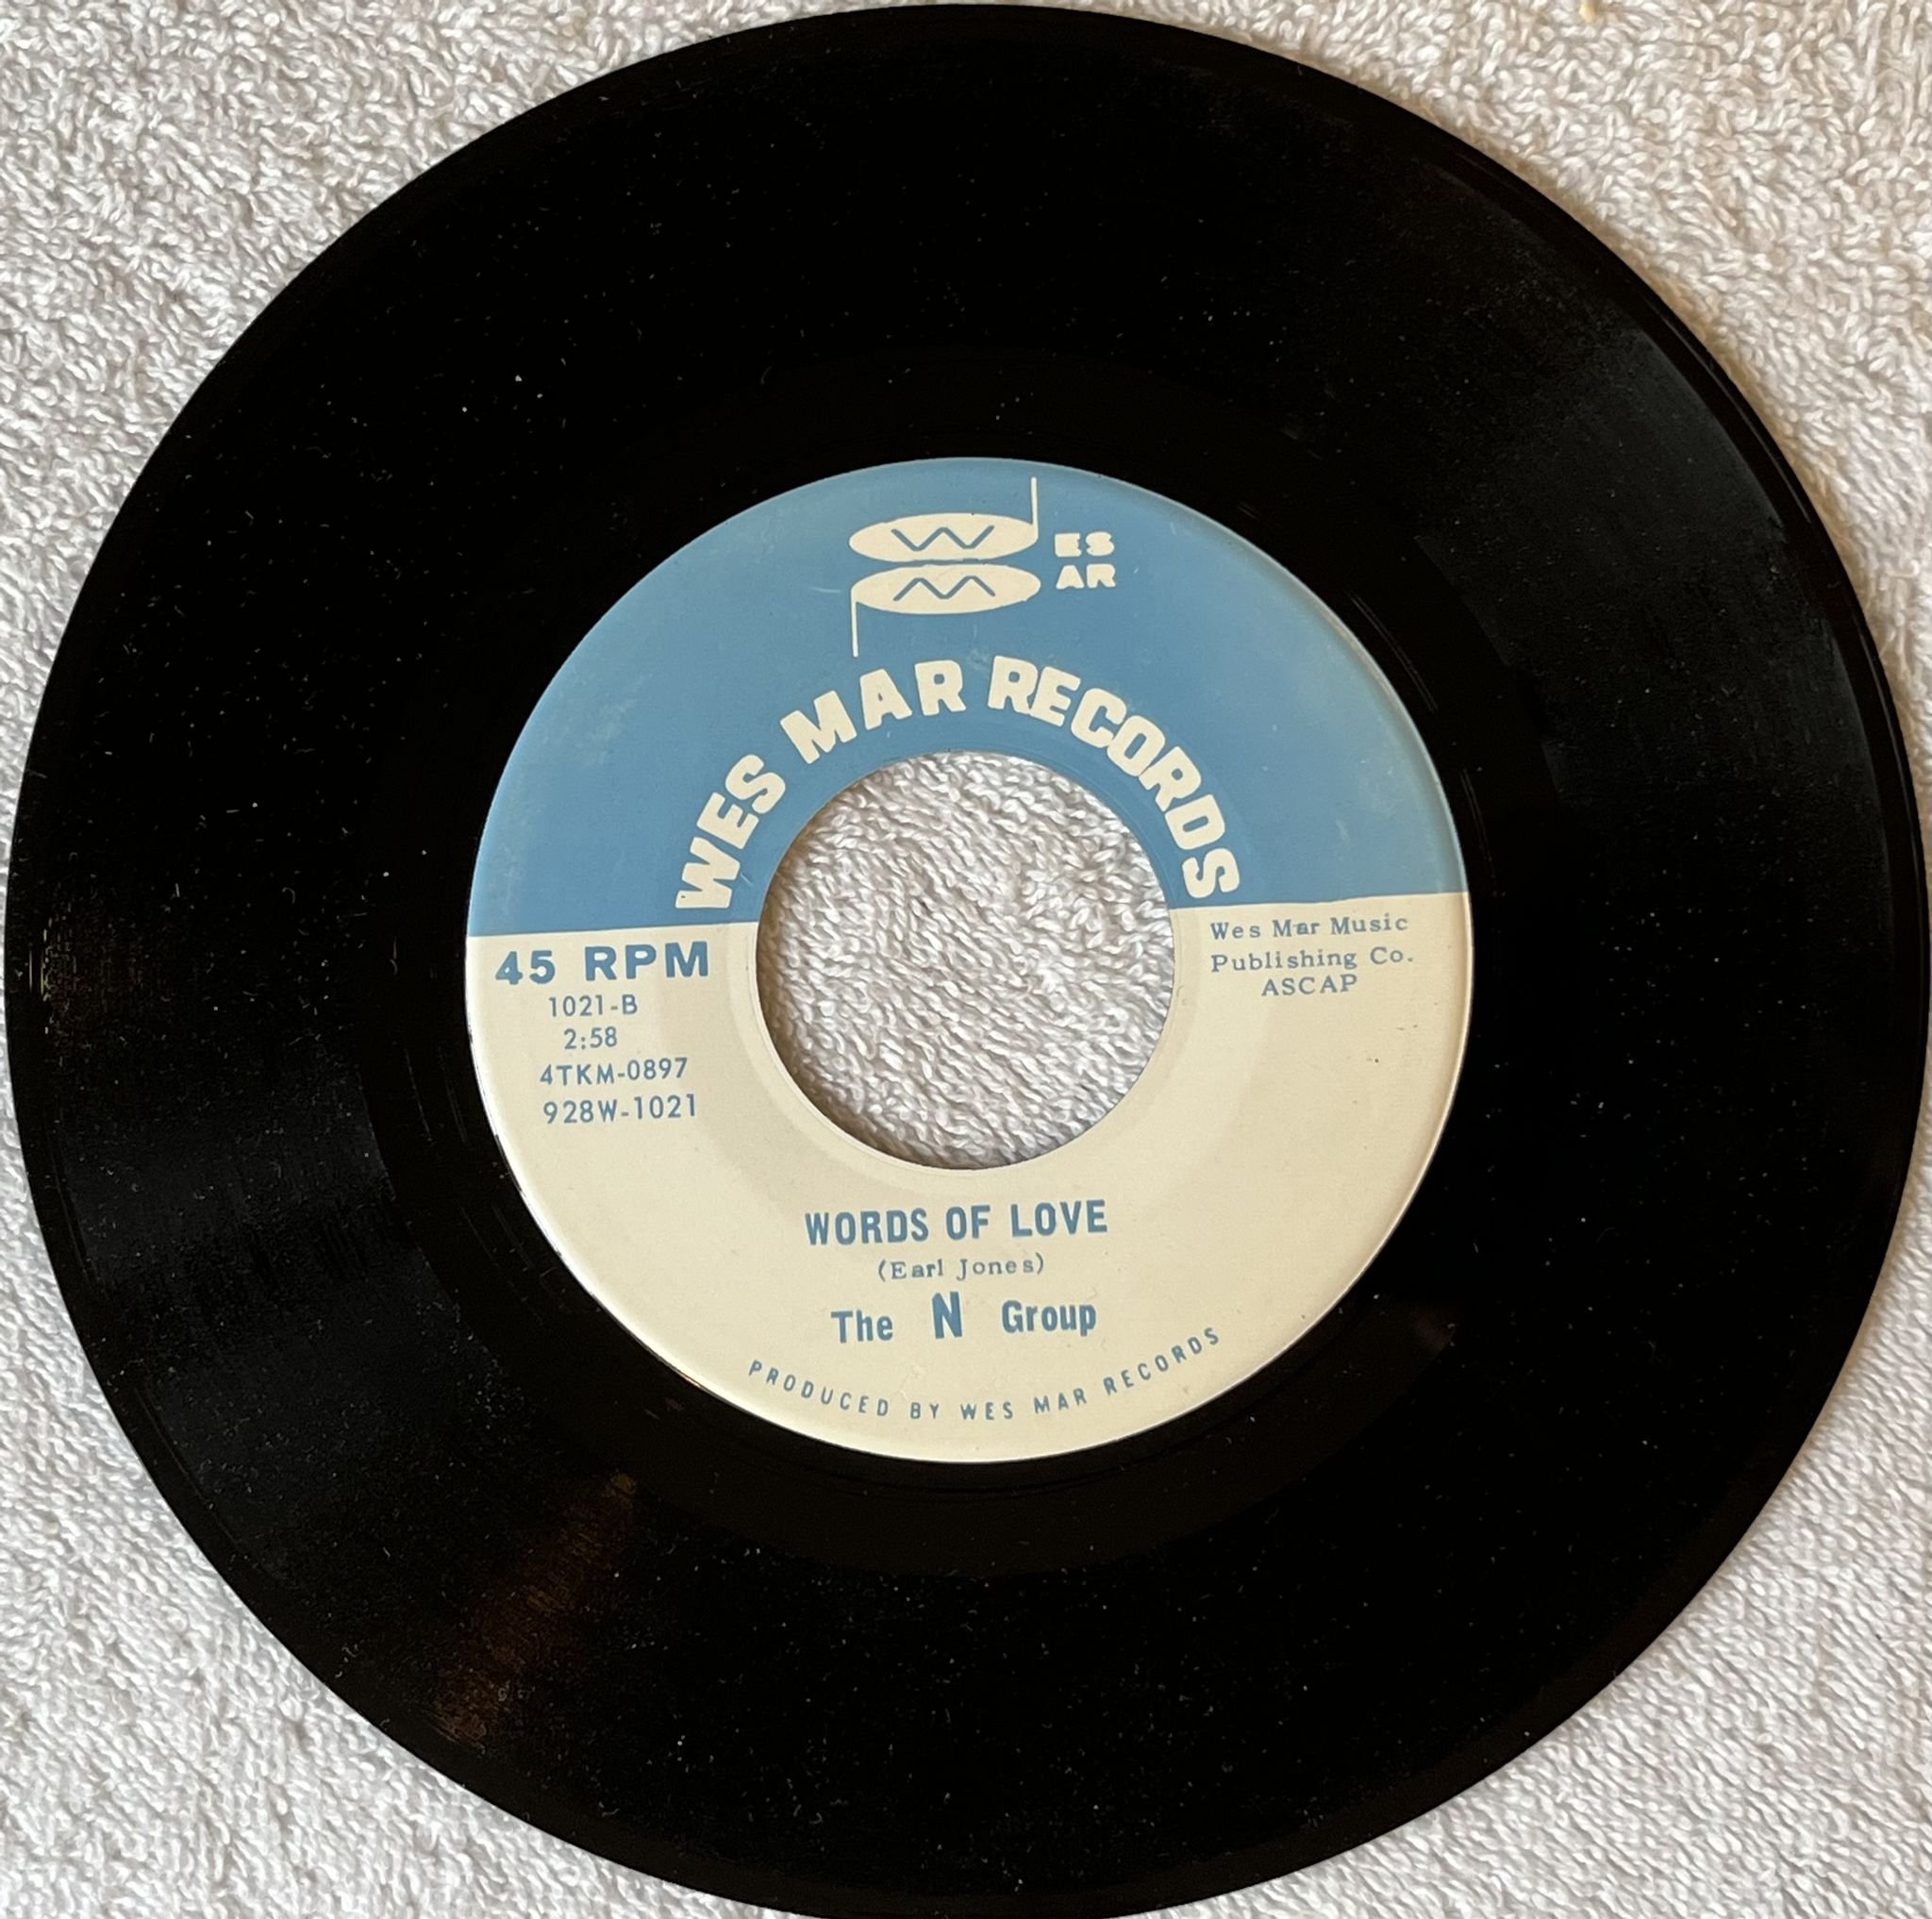 W ES
M AR
WES MAR RECORDS
45 RPM
1021-B
2:58
4TKM-0897
928W-1021
Wes Mar Music
Publishing Co.
ASCAP
WORDS OF LOVE
(Earl Jones)
The N Group
PRODUCED BY WES MAR RECORDS